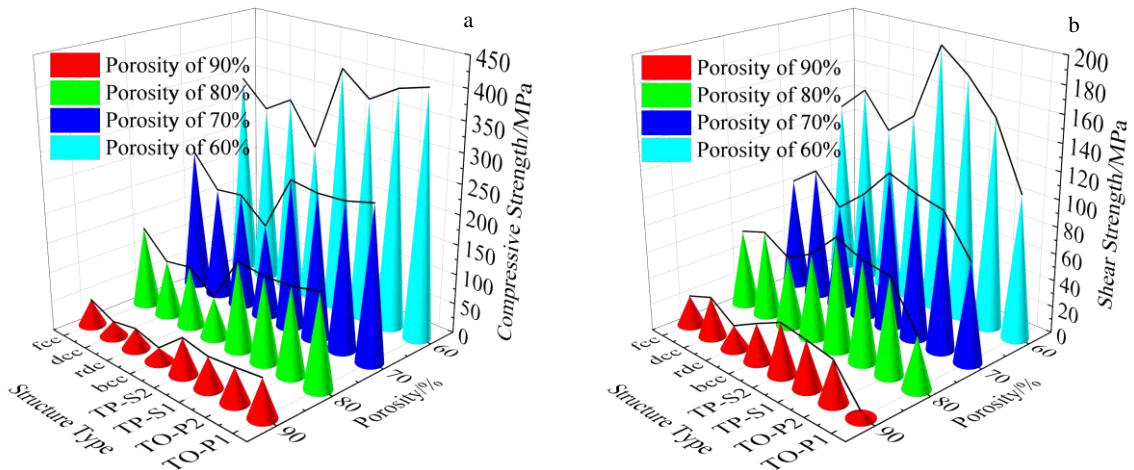 a
Porosity of 90%
Porosity of 80%
Porosity of 70%
Porosity of 60%
450
400
350
300
250
200
150
100
50
0
Compressive Strength/MPa
60
70
80
90
Porosity/%
fcc
dcc
rdc
bcc
TP-S2
TP-S1
TO-P2
TO-P1
Structure Type
b
Porosity of 90%
Porosity of 80%
Porosity of 70%
Porosity of 60%
200
180
160
140
120
100
80
60
40
20
0
Shear Strength/MPa
60
70
80
90
Porosity/%
fcc
dcc
rdc
bcc
TP-S2
TP-S1
TO-P2
TO-P1
Structure Type